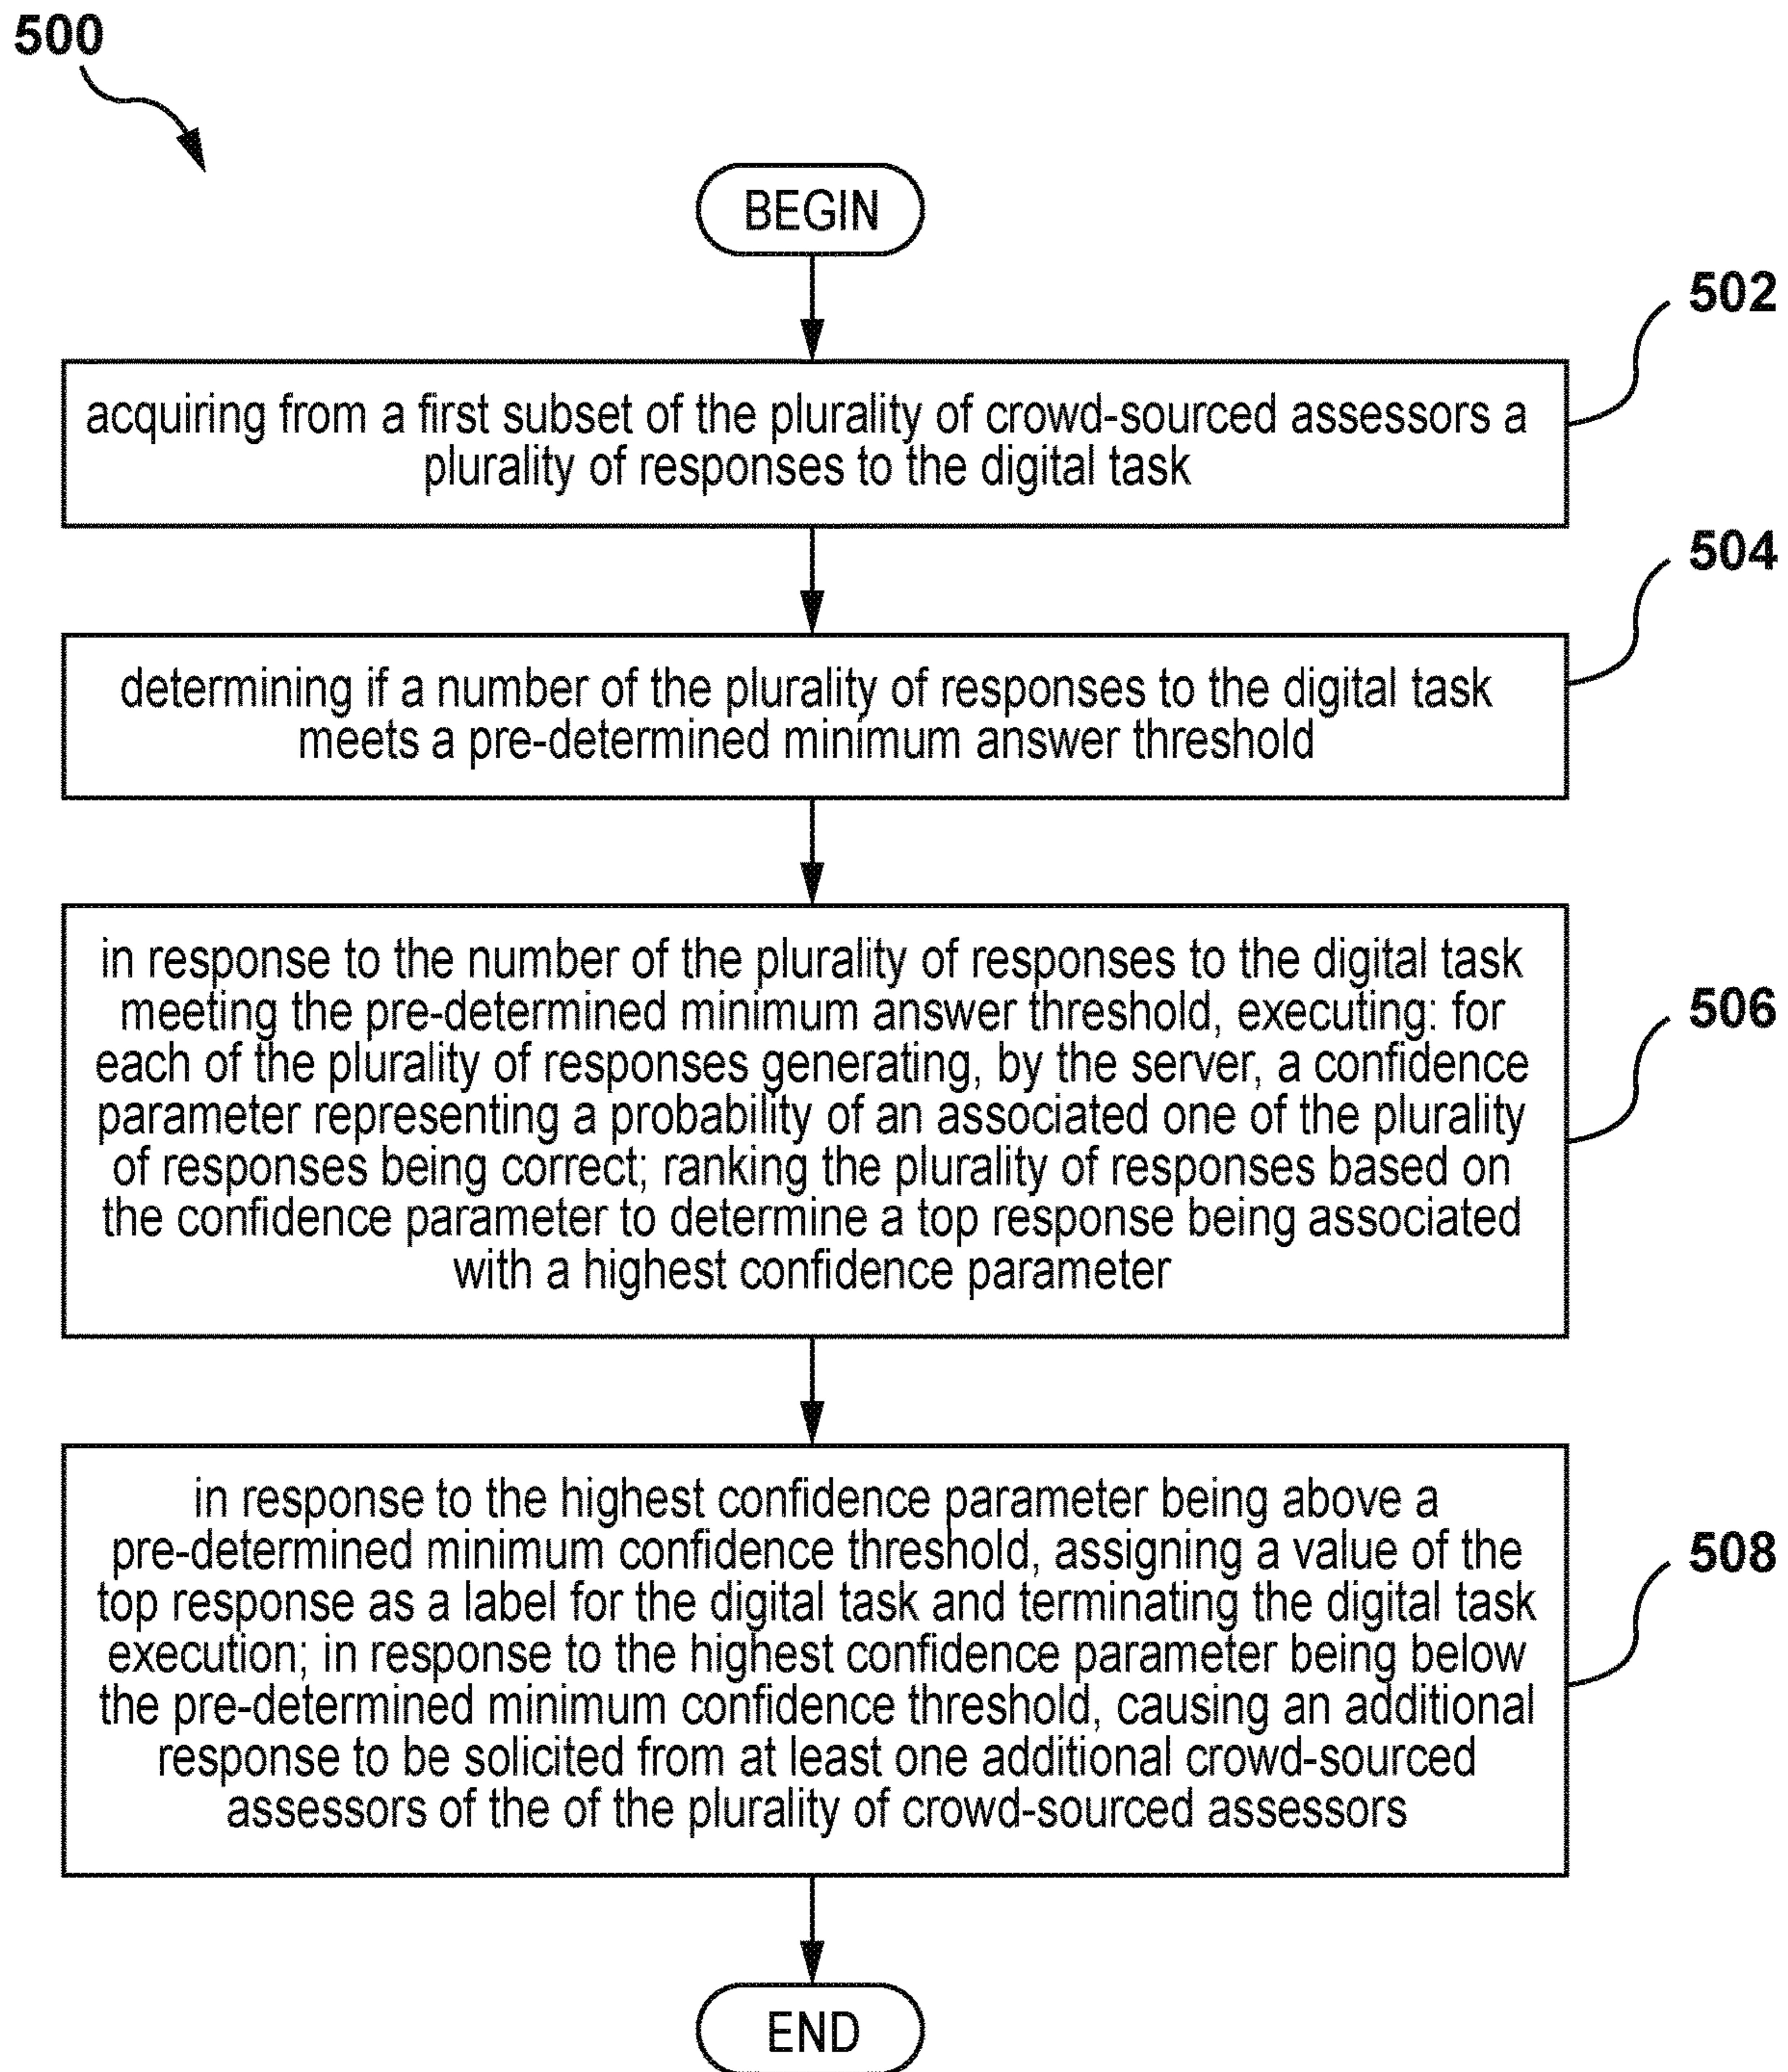 500
BEGIN
502
acquiring from a first subset of the plurality of crowd-sourced assessors a
plurality of responses to the digital task
504
determining if a number of the plurality of responses to the digital task
meets a pre-determined minimum answer threshold
in response to the number of the plurality of responses to the digital task
meeting the pre-determined minimum answer threshold, executing: for
506
each of the plurality of responses generating, by the server, a confidence
parameter representing a probability of an associated one of the plurality
of responses being correct; ranking the plurality of responses based on
the confidence parameter to determine a top response being associated
with a highest confidence parameter
in response to the highest confidence parameter being above a
pre-determined minimum confidence threshold, assigning a value of the
508
top response as a label for the digital task and terminating the digital task
execution; in response to the highest confidence parameter being below
the pre-determined minimum confidence threshold, causing an additional
response to be solicited from at least one additional crowd-sourced
assessors of the of the plurality of crowd-sourced assessors
END